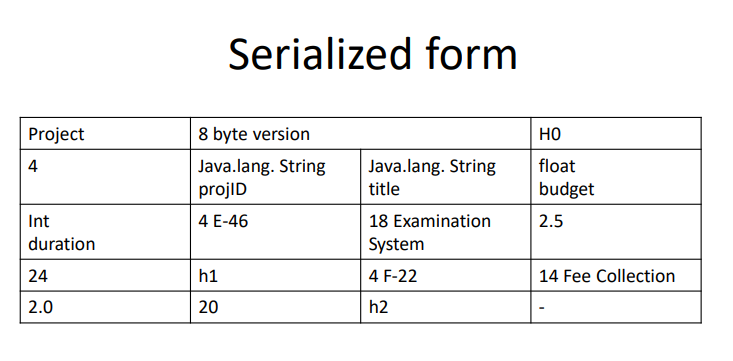 Serialized form
Project
8 byte version
H0
4
Java.lang. String
projID
Java.lang. String
title
float
budget
Int
duration
4 E-46
18 Examination
System
2.5
24
h1
4 F-22
14 Fee Collection
2.0
20
h2
-